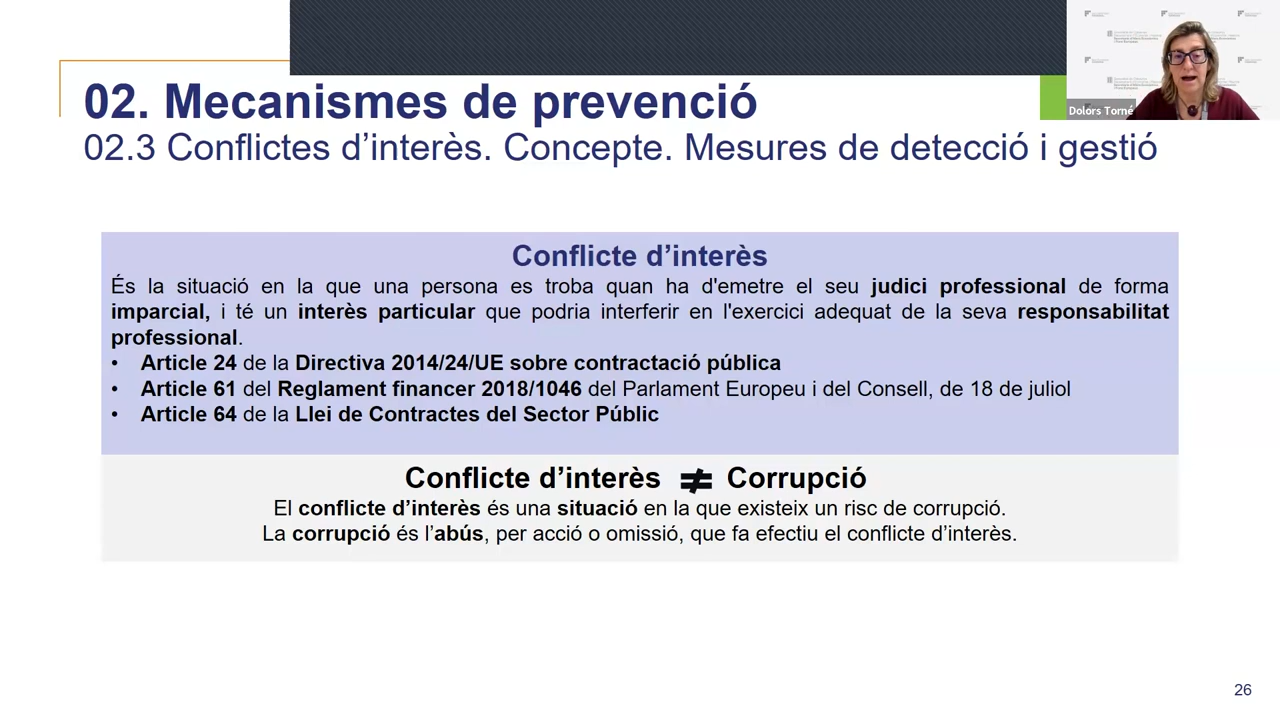 02. Mecanismes de prevenció
02.3 Conflictes d’interès. Concepte. Mesures de detecció i gestió
Dolors Torné
Conflicte d’interès
És la situació en la que una persona es troba quan ha d'emetre el seu judici professional de forma
imparcial, i té un interès particular que podria interferir en l'exercici adequat de la seva responsabilitat
professional.
• Article 24 de la Directiva 2014/24/UE sobre contractació pública
• Article 61 del Reglament financer 2018/1046 del Parlament Europeu i del Consell, de 18 de juliol
• Article 64 de la Llei de Contractes del Sector Públic
Conflicte d’interès ≠ Corrupció
El conflicte d’interès és una situació en la que existeix un risc de corrupció.
La corrupció és l’abús, per acció o omissió, que fa efectiu el conflicte d’interès.
26